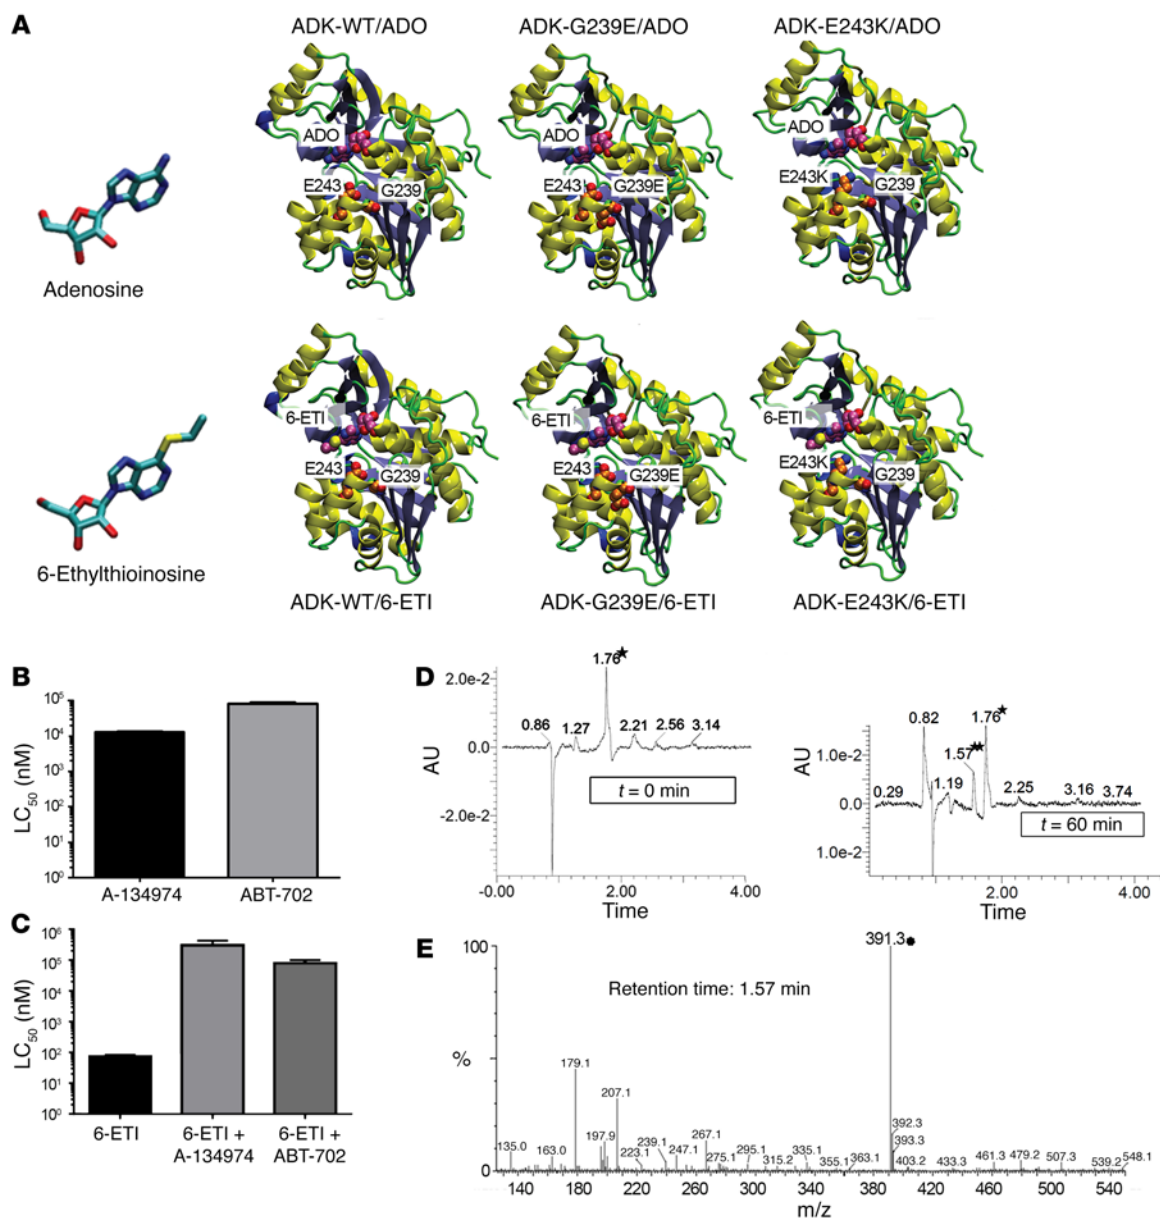 A
ADK-WT/ADO
ADK-G239E/ADO
ADK-E243K/ADO
ADO
E243
G239
ADO
E243
G239E
ADO
E243K
G239
Adenosine
6-ETI
E243
G239
6-ETI
E243
G239E
6-ETI
E243K
G239
6-Ethylthioinosine
ADK-WT/6-ETI
ADK-G239E/6-ETI
ADK-E243K/6-ETI
B
LC50 (nM)
10^5
10^4
10^3
10^2
10^1
10^0
A-134974
ABT-702
C
LC50 (nM)
10^6
10^5
10^4
10^3
10^2
10^1
10^0
6-ETI
6-ETI +
A-134974
6-ETI +
ABT-702
D
AU
2.0e-2
0.0
-2.0e-2
0.86
1.27
1.76★
2.21
2.56
3.14
t = 0 min
-0.00
2.00
4.00
Time
AU
1.0e-2
0.0
1.0e-2
0.29
0.82
1.19
1.57★★
1.76★
2.25
3.16
3.74
t = 60 min
2.00
4.00
Time
E
100
%
0
Retention time: 1.57 min
391.3●
135.0
163.0
179.1
197.9
207.1
223.1
239.1
247.1
267.1
275.1
295.1
315.2
335.1
355.1
363.1
392.3
393.3
403.2
433.3
461.3
479.2
507.3
539.2
548.1
140
180
220
260
300
340
380
420
460
500
540
m/z